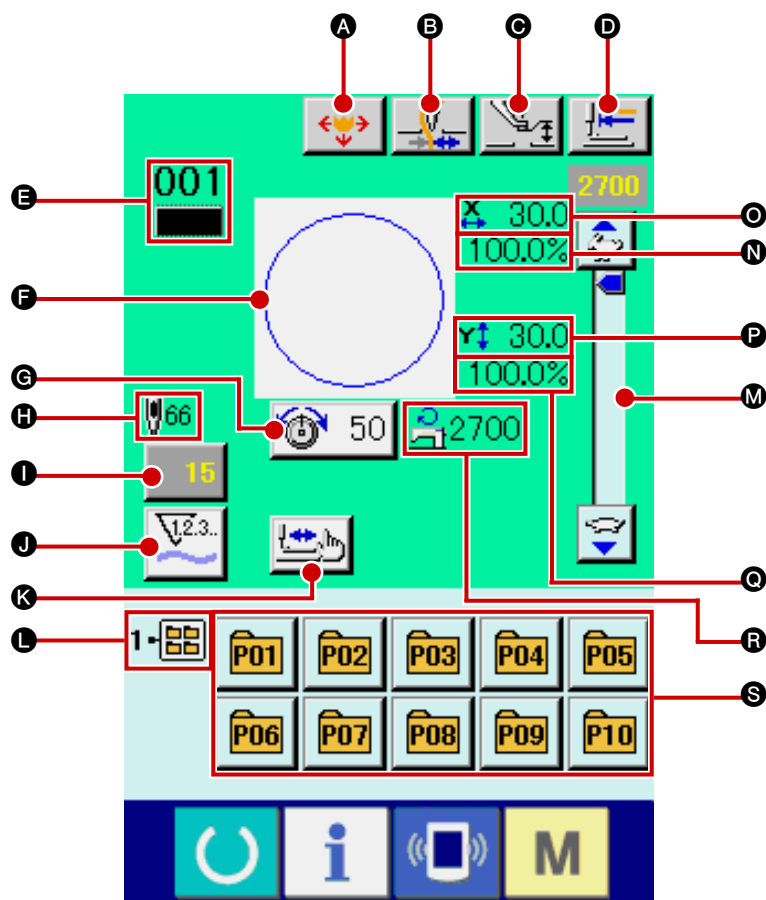 A B C D
E 001 2700
X 30.0 O
100.0% N
F
Y 30.0 P
100.0% Q
G 50 2700 M
H 66
I 15
J 1.2.3..
K
R
L 1 P01 P02 P03 P04 P05
S
P06 P07 P08 P09 P10
i M